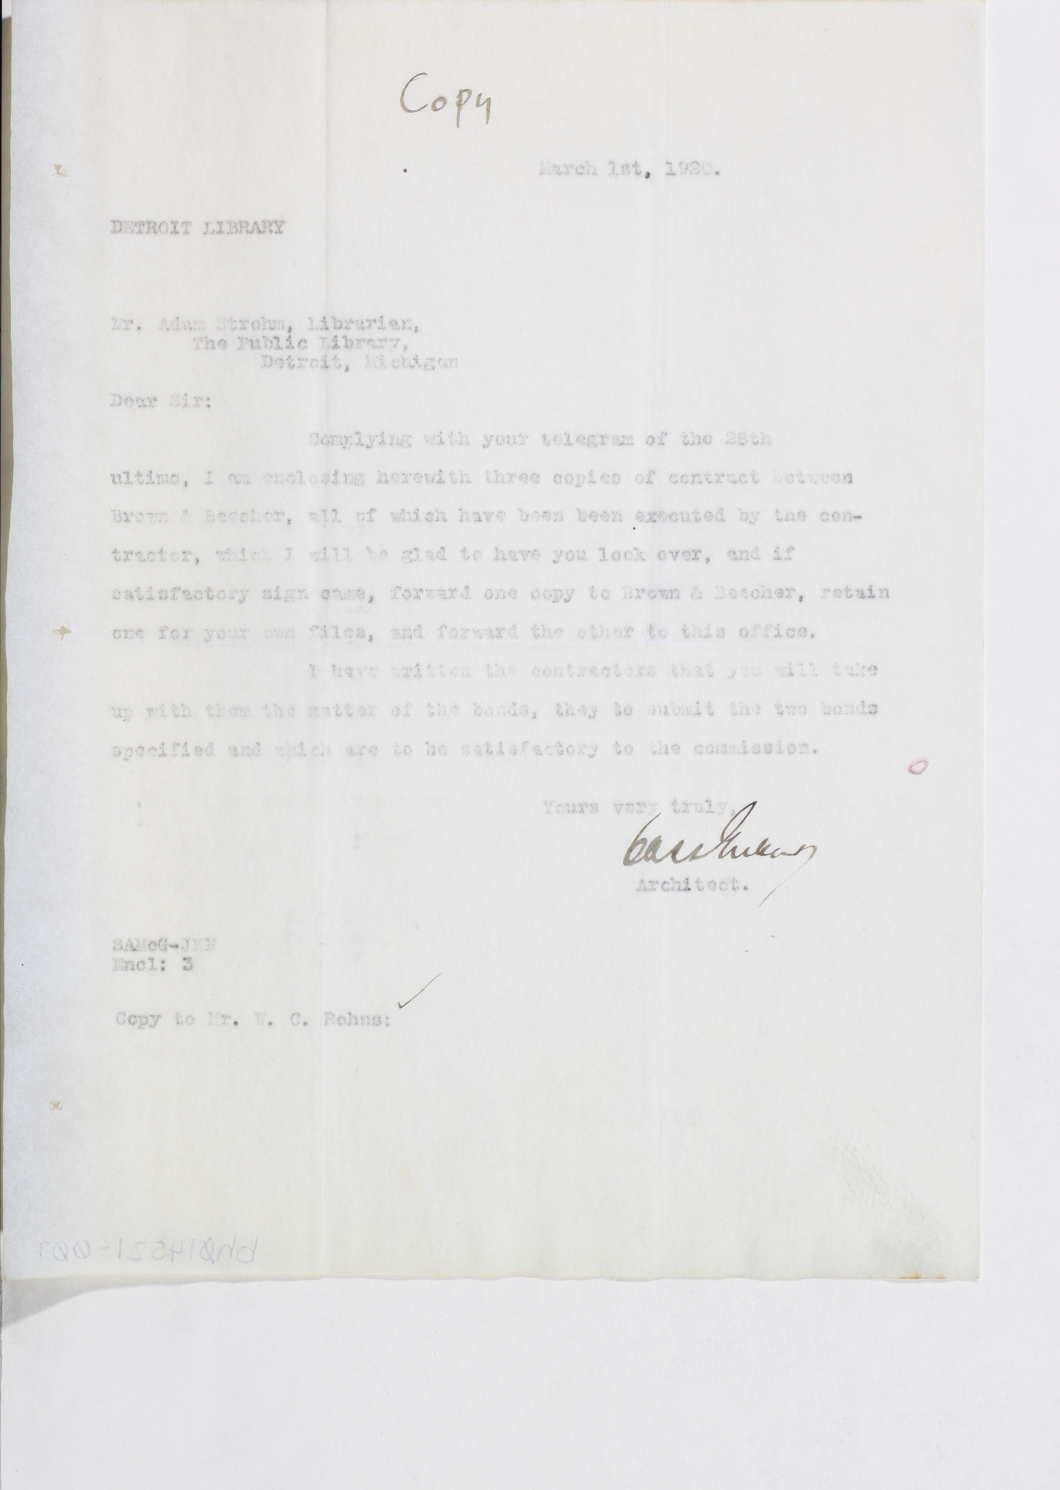 Copy
March 1st, 1920.
DETROIT LIBRARY
Mr. Adam Strohm, Librarian,
The Public Library,
Detroit, Michigan
Dear Sir:
Complying with your telegram of the 28th
ultimo, I am enclosing herewith three copies of contract between
Brown & Beecher, all of which have been been executed by the con-
tractor, which I will be glad to have you look over, and if
satisfactory sign same, forward one copy to Brown & Beecher, retain
one for your own files, and forward the other to this office.
I have written the contractors that you will take
up with them the matter of the bonds, they to submit the two bonds
specified and which are to be satisfactory to the commission.
Yours very truly,
Cass Gilbert
Architect.
SAMcG-JEN
Encl: 3
Copy to Mr. W. C. Rohns: